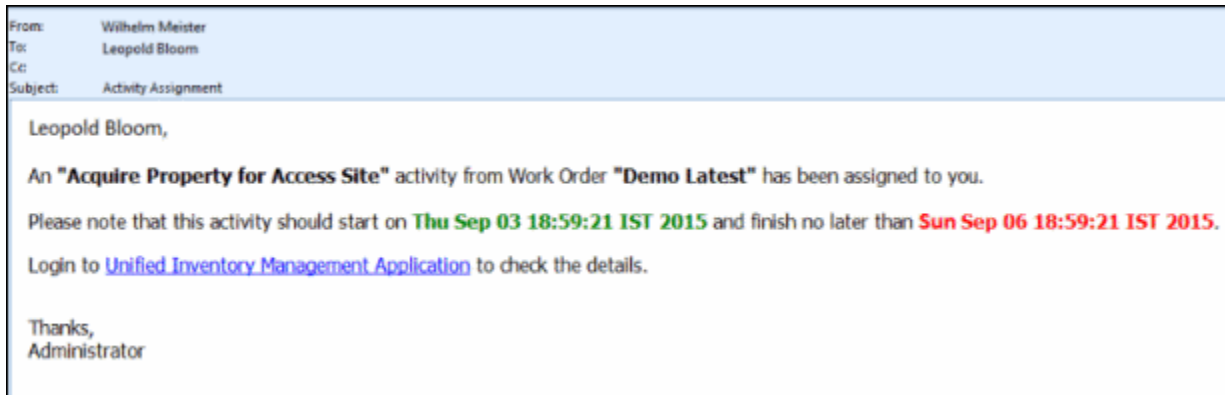 From: Wilhelm Meister
To: Leopold Bloom
Cc:
Subject: Activity Assignment
Leopold Bloom,
An "Acquire Property for Access Site" activity from Work Order "Demo Latest" has been assigned to you.
Please note that this activity should start on Thu Sep 03 18:59:21 IST 2015 and finish no later than Sun Sep 06 18:59:21 IST 2015.
Login to Unified Inventory Management Application to check the details.
Thanks,
Administrator